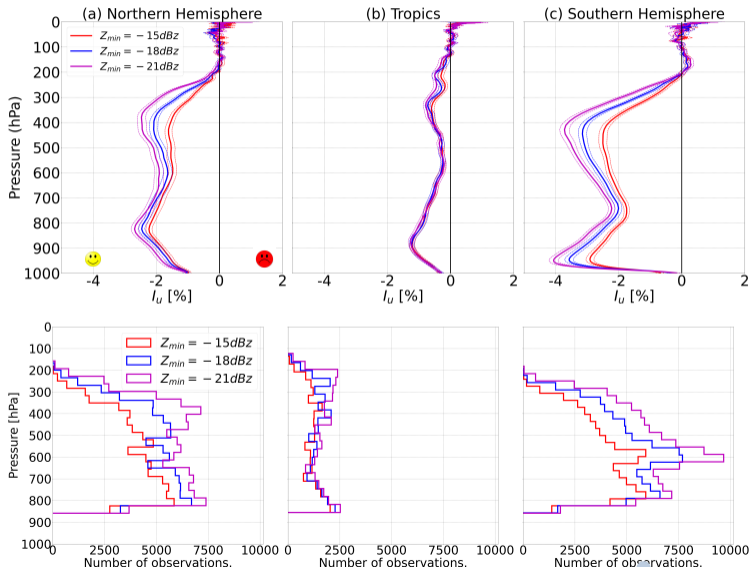 (a) Northern Hemisphere
(b) Tropics
(c) Southern Hemisphere
0
100
200
300
400
500
600
700
800
900
1000
Pressure (hPa)
Z_min = −15dBz
Z_min = −18dBz
Z_min = −21dBz
-4
-2
0
2
I_u [%]
-4
-2
0
2
I_u [%]
-4
-2
0
2
I_u [%]
0
100
200
300
400
500
600
700
800
900
1000
Pressure [hPa]
Z_min = −15dBz
Z_min = −18dBz
Z_min = −21dBz
0
2500
5000
7500
10000
Number of observations.
0
2500
5000
7500
10000
Number of observations.
0
2500
5000
7500
10000
Number of observations.